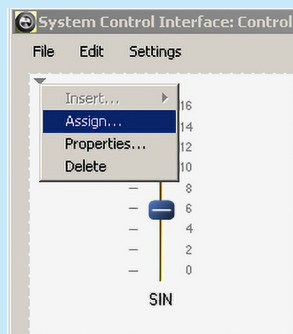 System Control Interface: Control
File Edit Settings
Insert...
Assign...
Properties...
Delete
16
14
12
10
8
6
4
2
0
SIN